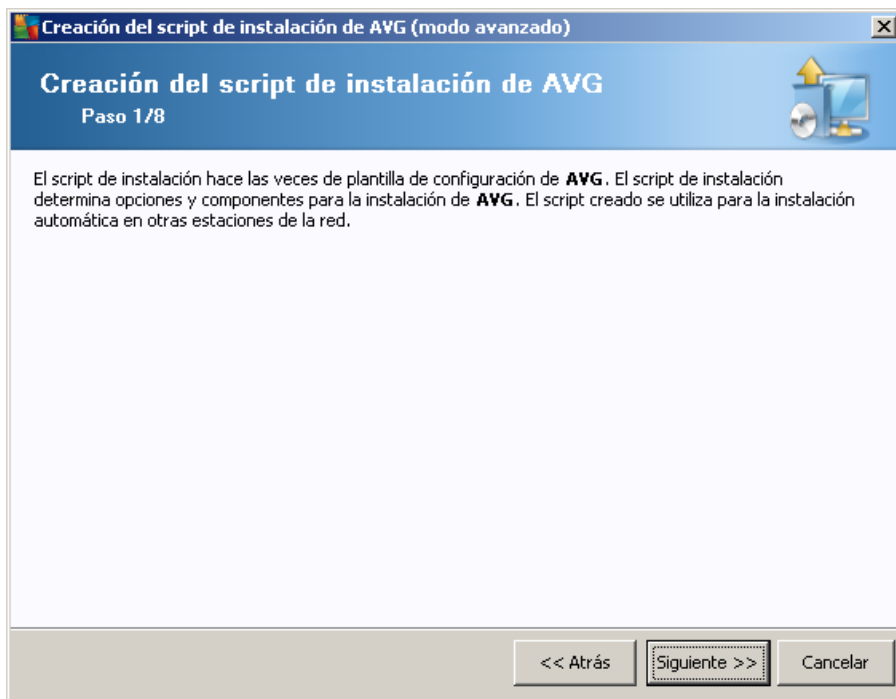 Creación del script de instalación de AVG (modo avanzado)
Creación del script de instalación de AVG
Paso 1/8
El script de instalación hace las veces de plantilla de configuración de AVG. El script de instalación
determina opciones y componentes para la instalación de AVG. El script creado se utiliza para la instalación
automática en otras estaciones de la red.
<< Atrás Siguiente >> Cancelar